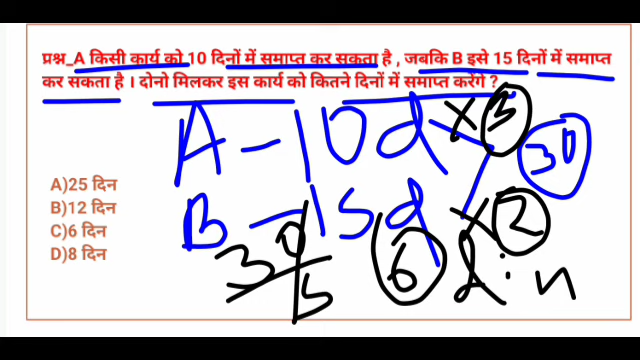 प्रश्न_A किसी कार्य को 10 दिनों में समाप्त कर सकता है , जबकि B इसे 15 दिनों में समाप्त
कर सकता है । दोनो मिलकर इस कार्य को कितने दिनों में समाप्त करेंगे ?
A - 10d × 3
30
A)25 दिन
B)12 दिन
C)6 दिन
D)8 दिन
B - 15d × 2
30/5
6 din